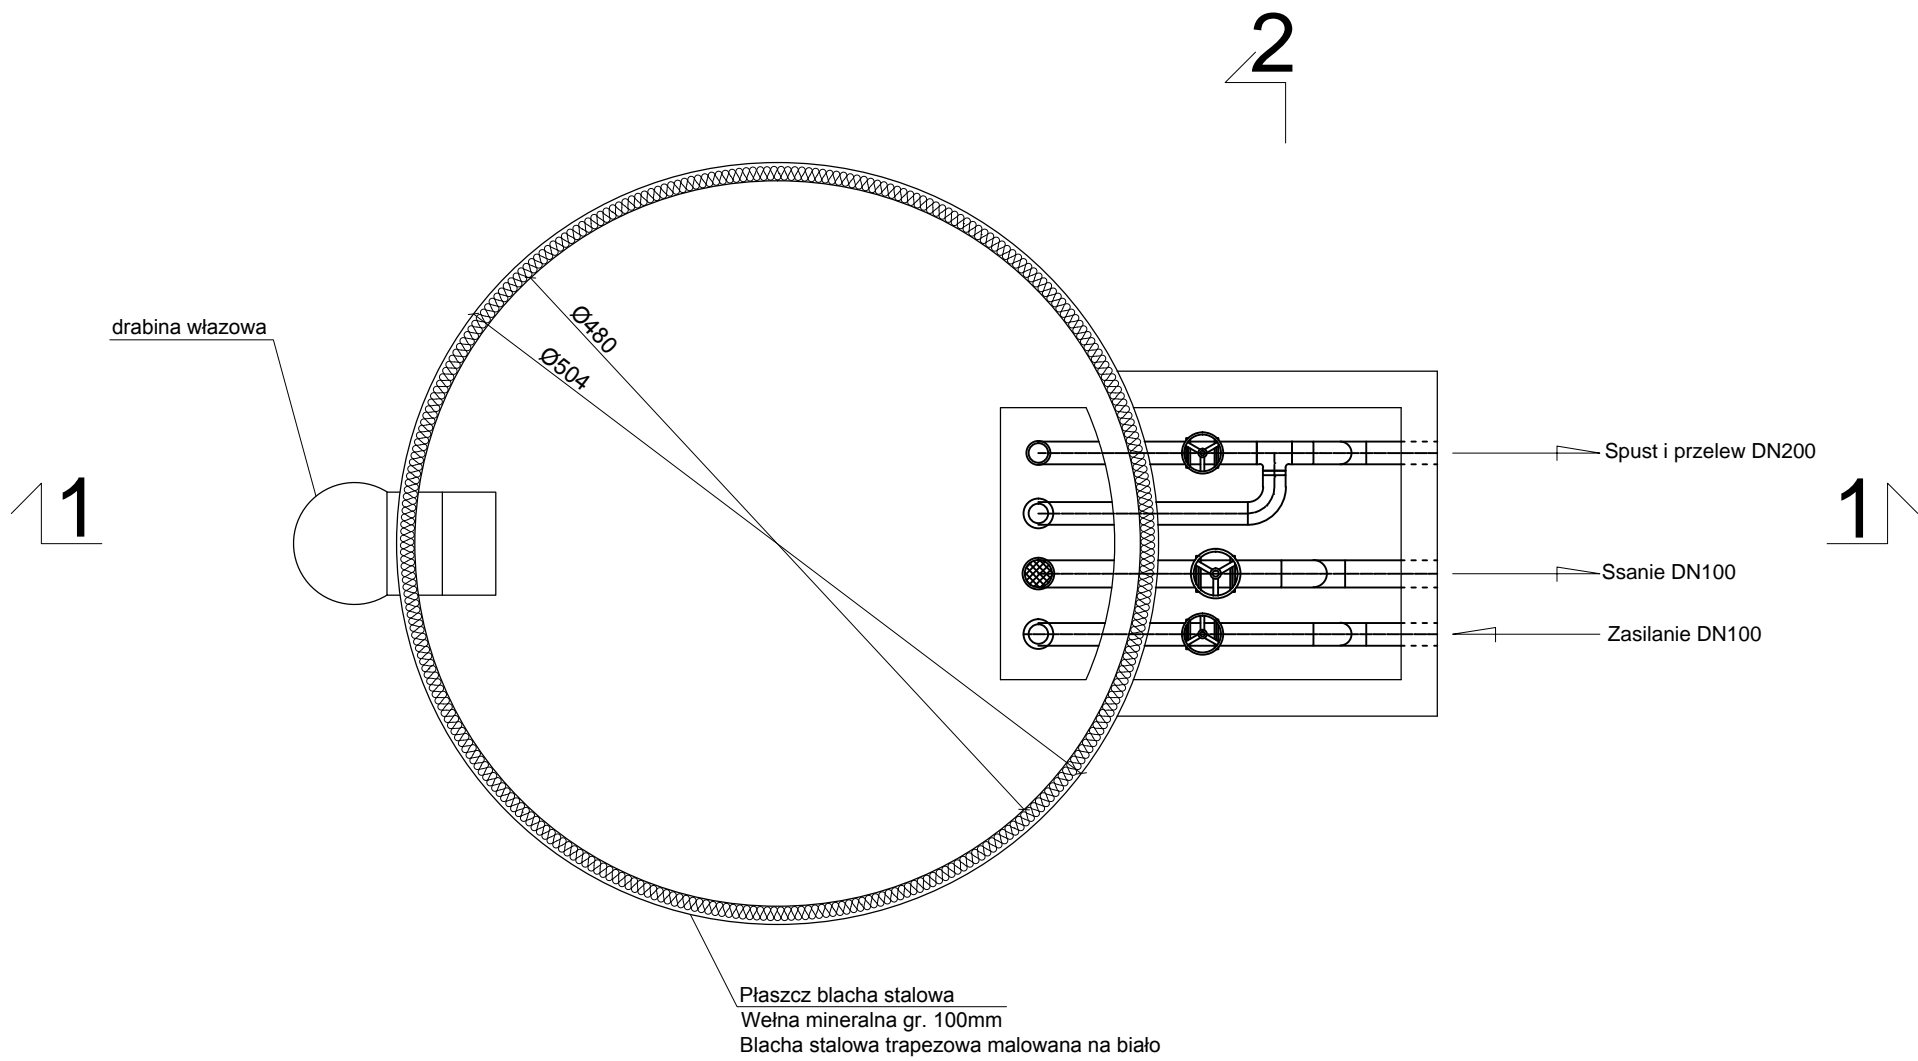 2
Ø480
Ø504
drabina włazowa
1
Spust i przelew DN200
1
Ssanie DN100
Zasilanie DN100
Płaszcz blacha stalowa
Wełna mineralna gr. 100mm
Blacha stalowa trapezowa malowana na biało